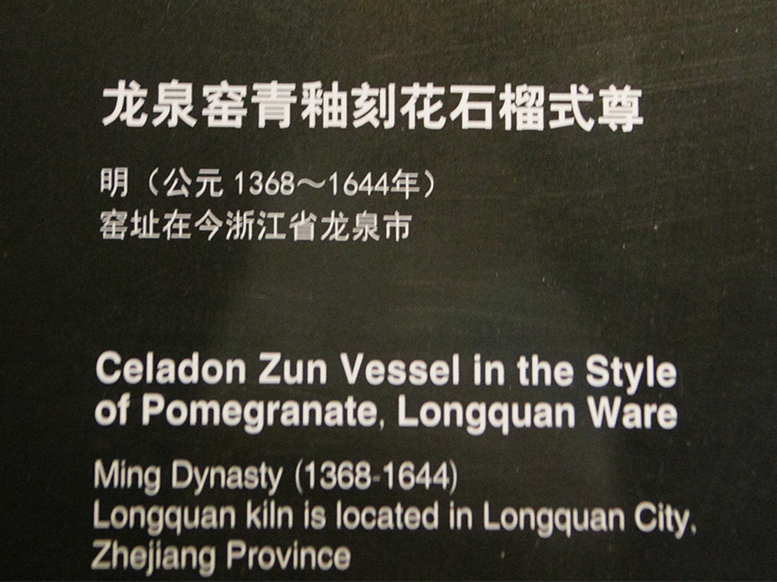 龙泉窑青釉刻花石榴式尊
明（公元 1368～1644年）
窑址在今浙江省龙泉市
Celadon Zun Vessel in the Style
of Pomegranate, Longquan Ware
Ming Dynasty (1368-1644)
Longquan kiln is located in Longquan City,
Zhejiang Province